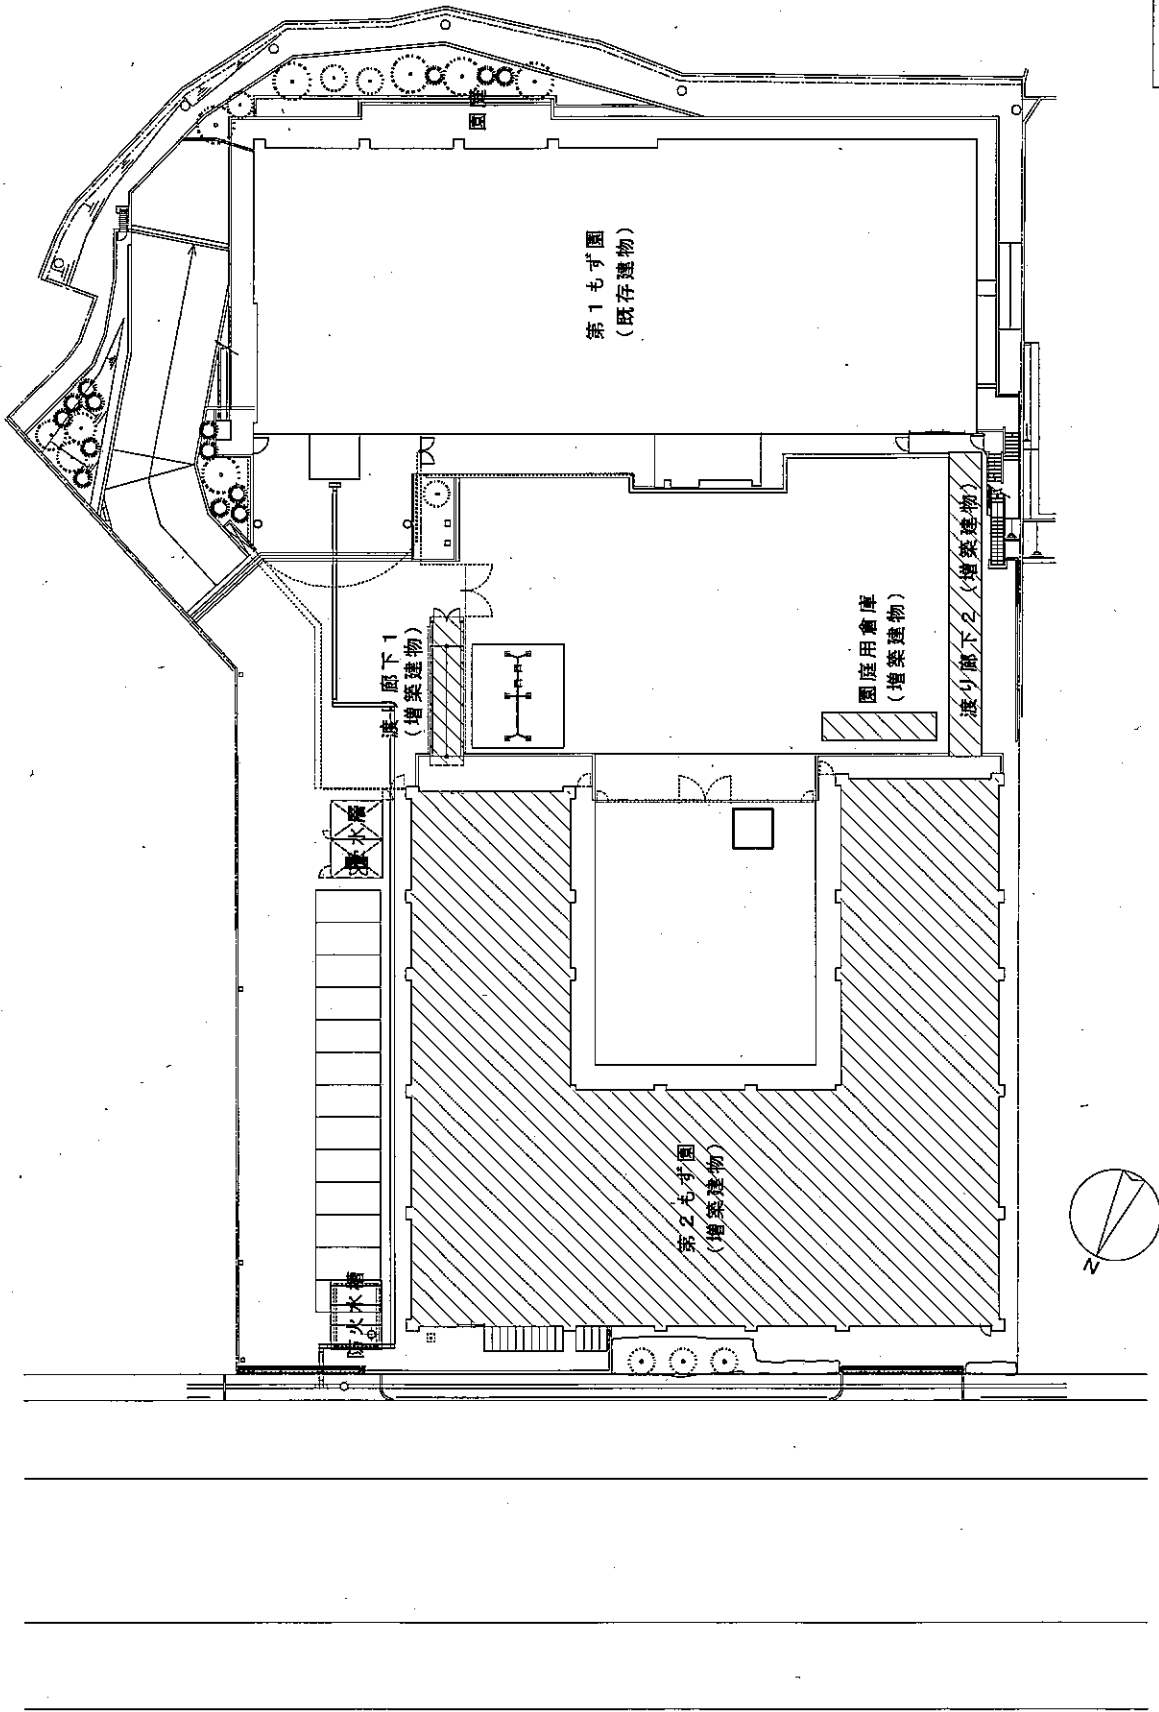 園庭
第1もず園
(既存建物)
渡り廊下1
(増築建物)
園庭用倉庫
(増築建物)
渡り廊下2 (増築建物)
受水層
第2もず園
(増築建物)
防火水槽
N